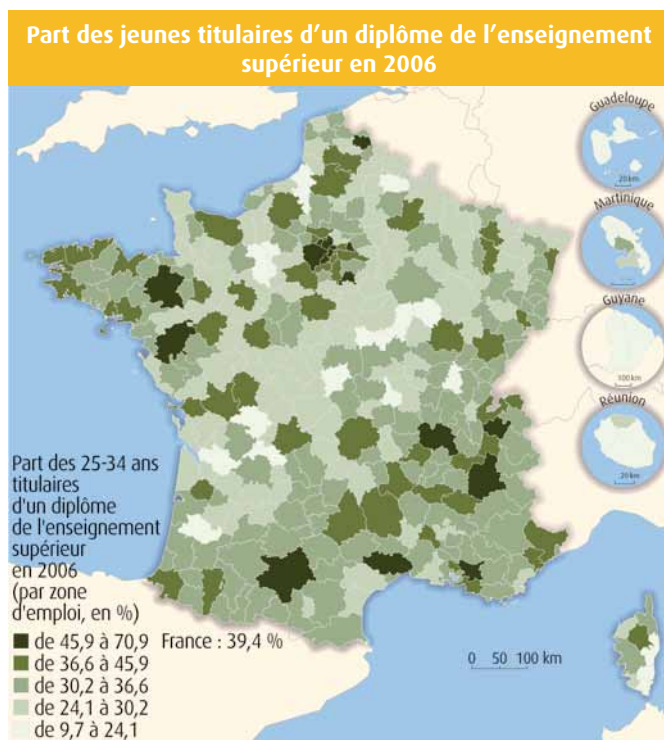 Part des jeunes titulaires d'un diplôme de l'enseignement
supérieur en 2006
Guadeloupe
20 km
Martinique
Guyane
100 km
Réunion
20 km
Part des 25-34 ans
titulaires
d'un diplôme
de l'enseignement
supérieur
en 2006
(par zone
d'emploi, en %)
de 45,9 à 70,9 France : 39,4 %
de 36,6 à 45,9
de 30,2 à 36,6
de 24,1 à 30,2
de 9,7 à 24,1
0 50 100 km